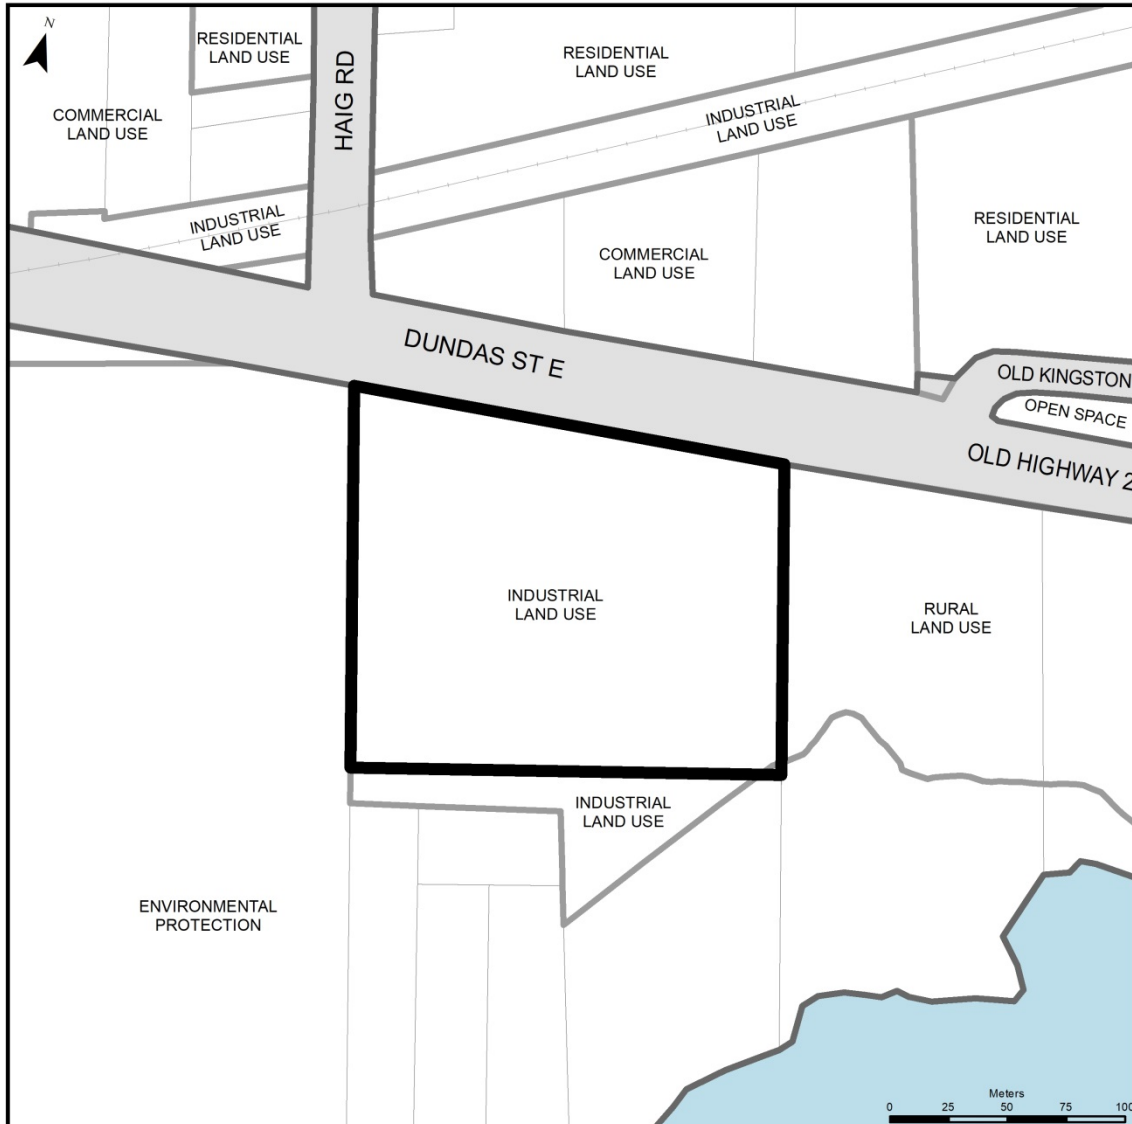 N
RESIDENTIAL
LAND USE
HAIG RD
RESIDENTIAL
LAND USE
COMMERCIAL
LAND USE
INDUSTRIAL
LAND USE
INDUSTRIAL
LAND USE
RESIDENTIAL
LAND USE
COMMERCIAL
LAND USE
DUNDAS ST E
OLD KINGSTON
OPEN SPACE
OLD HIGHWAY 2
INDUSTRIAL
LAND USE
RURAL
LAND USE
INDUSTRIAL
LAND USE
ENVIRONMENTAL
PROTECTION
Meters
0 25 50 75 100